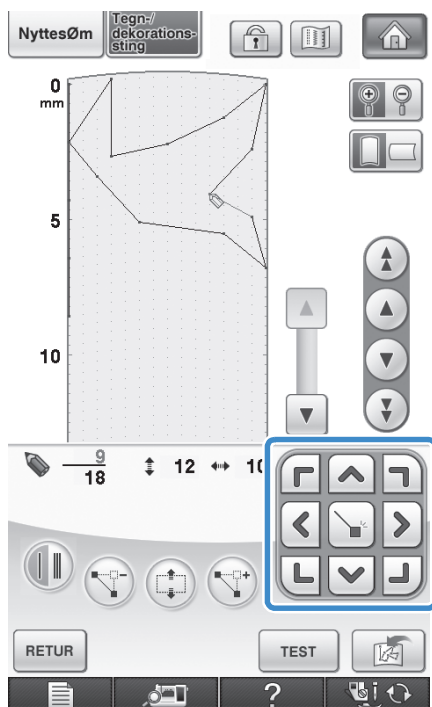 NyttesØm
Tegn-/
dekorations-
sting
0
mm
5
10
9
18
12
10
RETUR
TEST
?